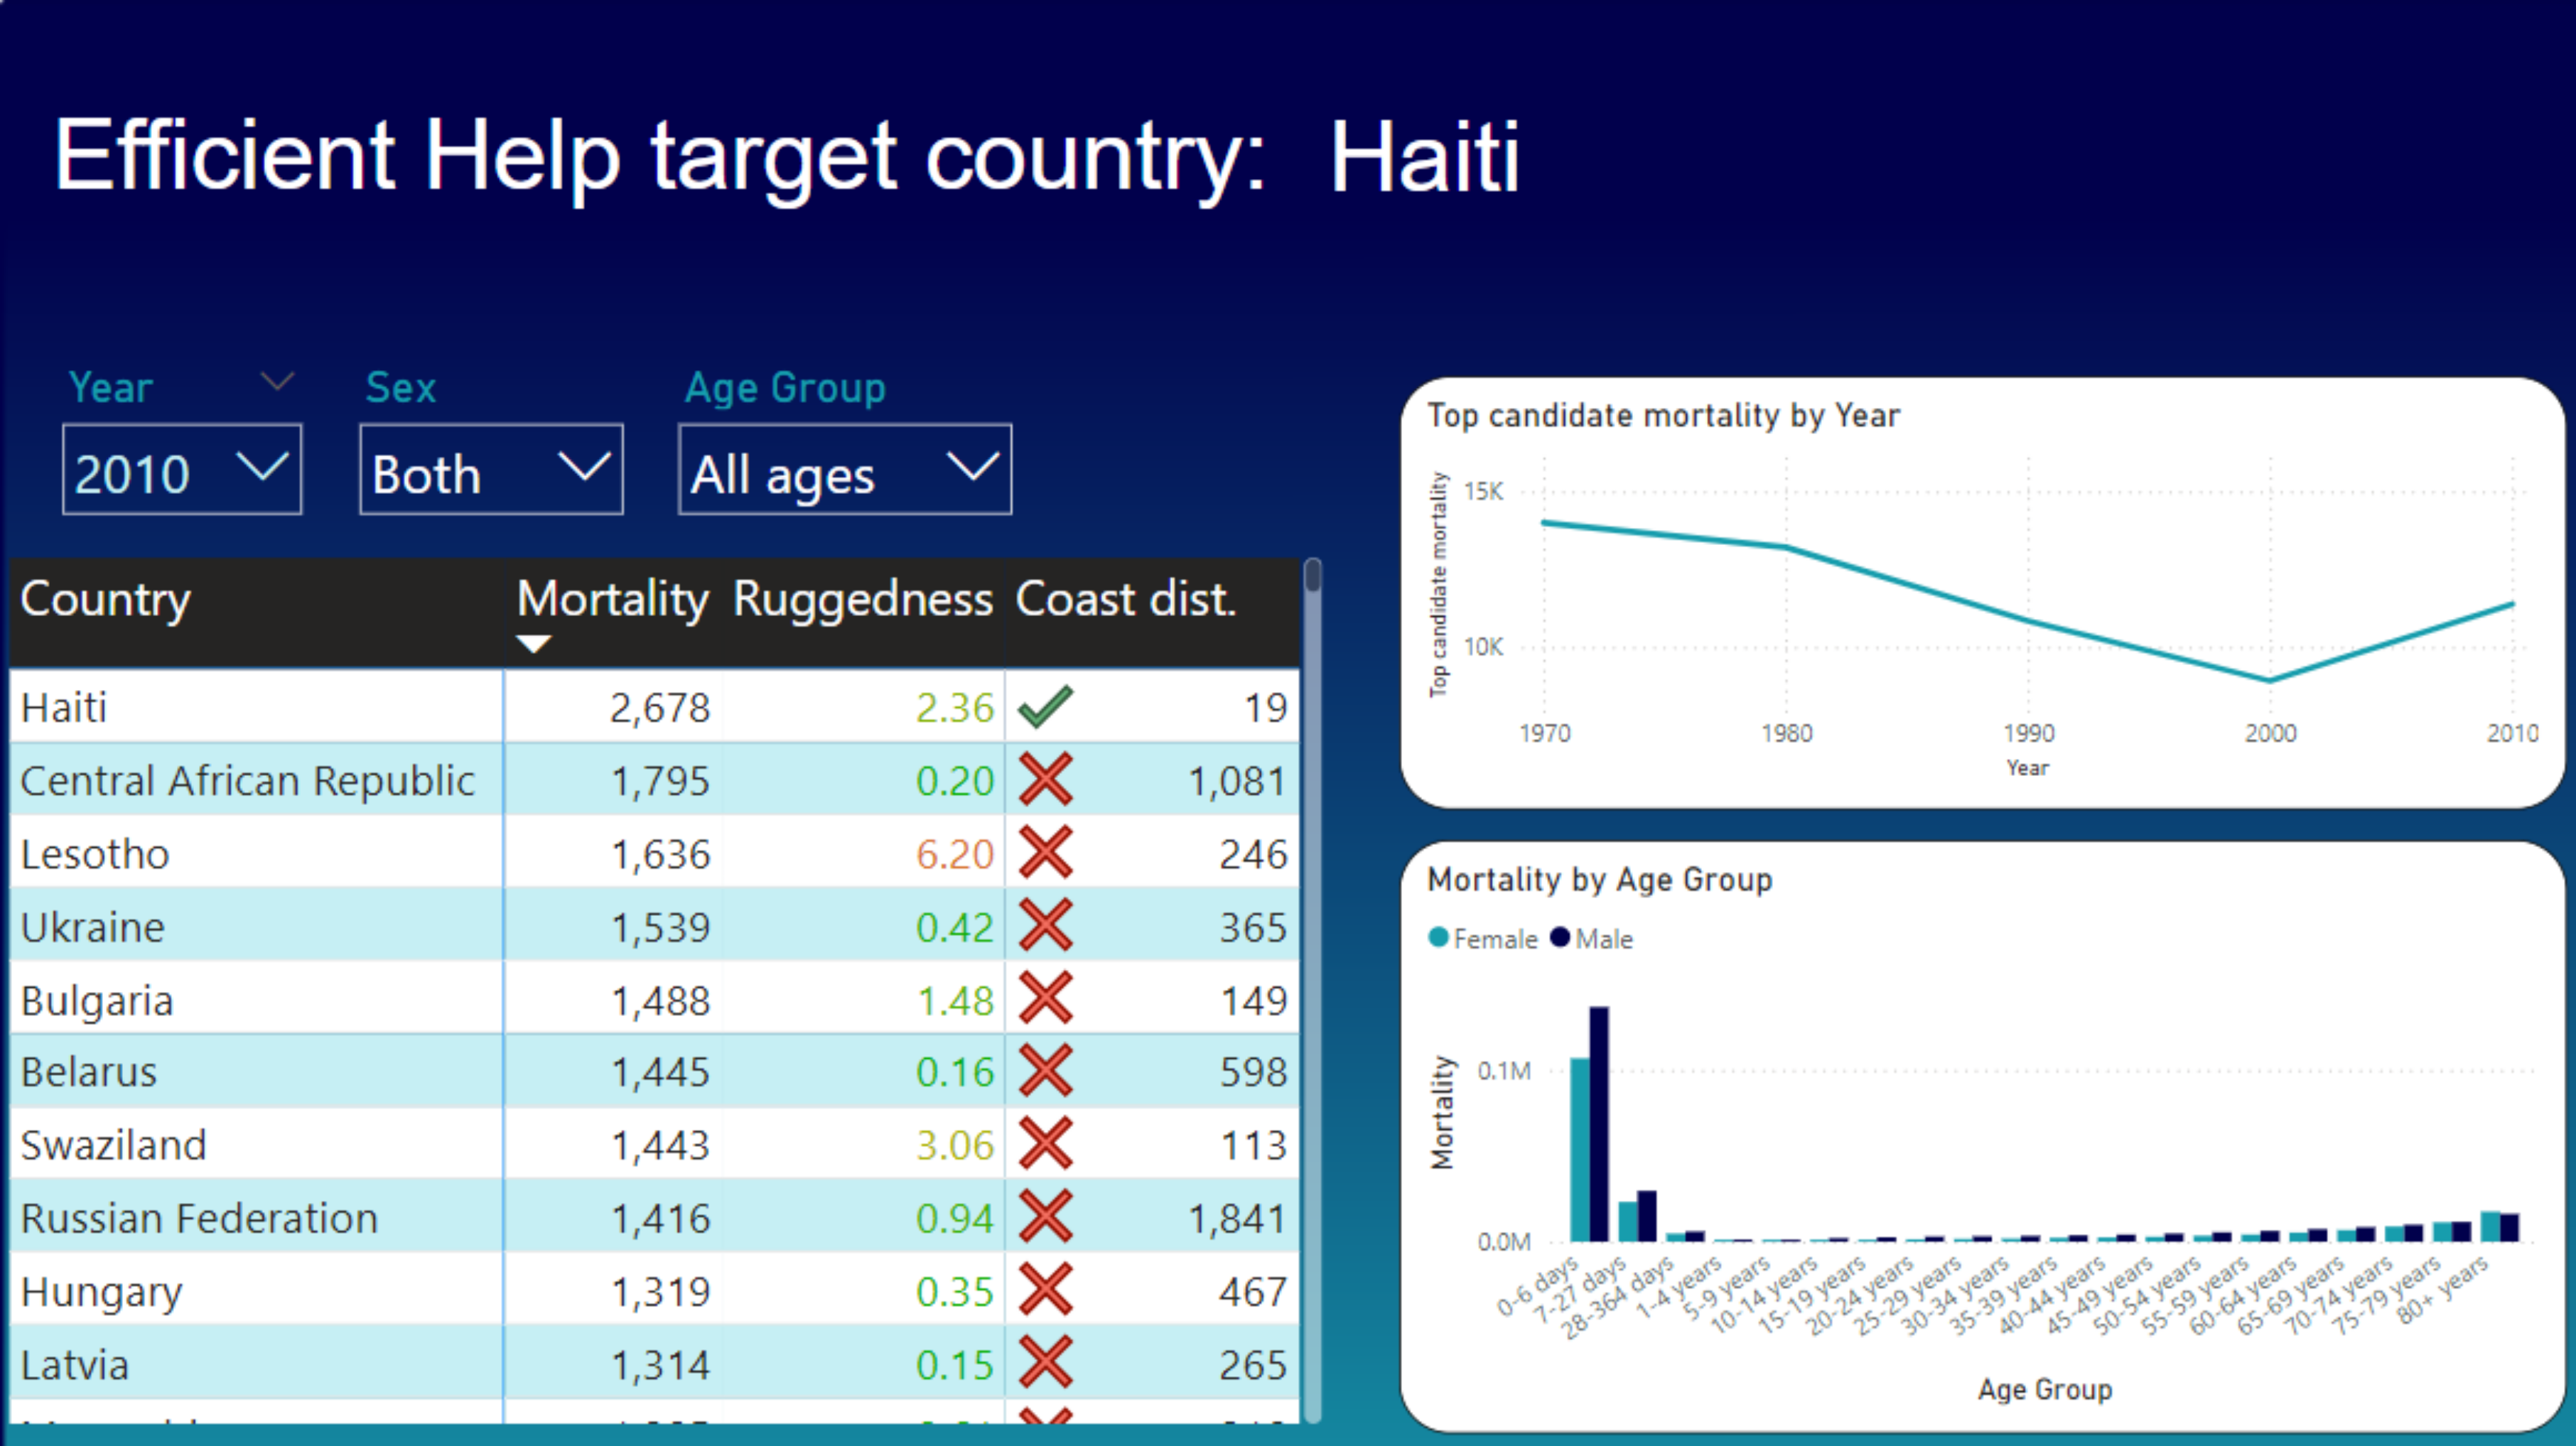 Efficient Help target country: Haiti
Year Sex Age Group
2010 Both All ages
Country Mortality Ruggedness Coast dist.
Haiti 2,678 2.36 19
Central African Republic 1,795 0.20 1,081
Lesotho 1,636 6.20 246
Ukraine 1,539 0.42 365
Bulgaria 1,488 1.48 149
Belarus 1,445 0.16 598
Swaziland 1,443 3.06 113
Russian Federation 1,416 0.94 1,841
Hungary 1,319 0.35 467
Latvia 1,314 0.15 265
Top candidate mortality by Year
Top candidate mortality
15K
10K
1970 1980 1990 2000 2010
Year
Mortality by Age Group
Female Male
Mortality
0.1M
0.0M
0-6 days
7-27 days
28-364 days
1-4 years
5-9 years
10-14 years
15-19 years
20-24 years
25-29 years
30-34 years
35-39 years
40-44 years
45-49 years
50-54 years
55-59 years
60-64 years
65-69 years
70-74 years
75-79 years
80+ years
Age Group